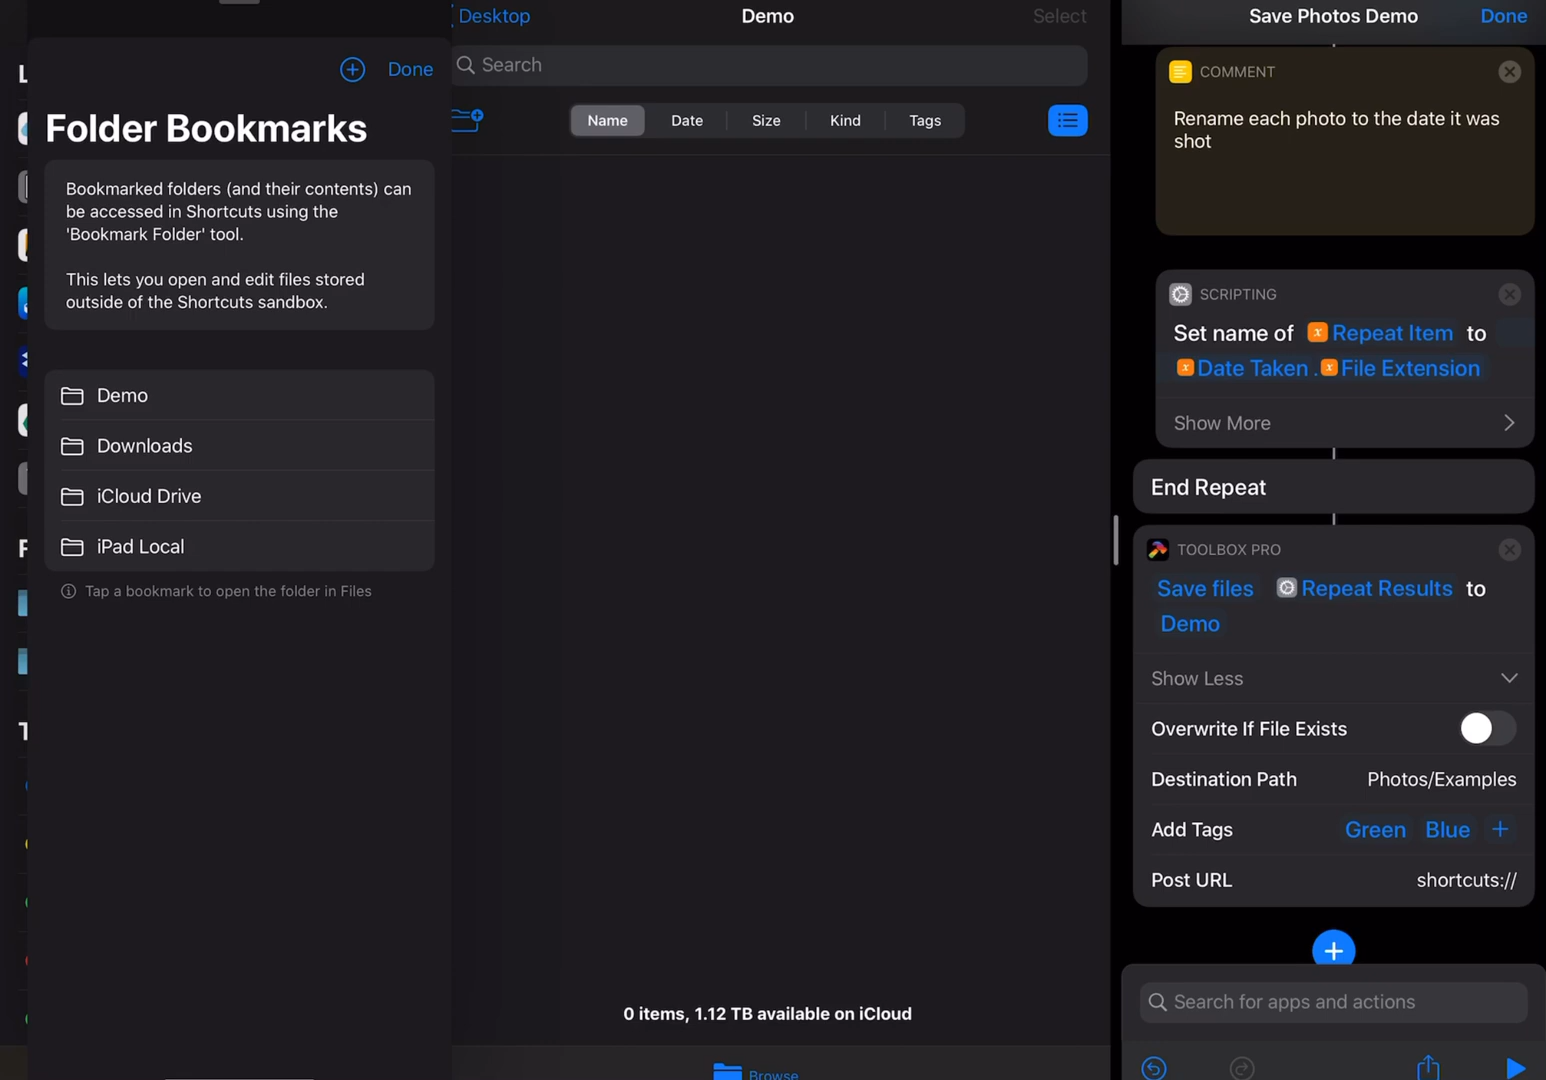 L
F
T
Done
Folder Bookmarks
Bookmarked folders (and their contents) can
be accessed in Shortcuts using the
'Bookmark Folder' tool.
This lets you open and edit files stored
outside of the Shortcuts sandbox.
Demo
Downloads
iCloud Drive
iPad Local
Tap a bookmark to open the folder in Files
Desktop
Demo
Select
Search
Name Date Size Kind Tags
0 items, 1.12 TB available on iCloud
Browse
Save Photos Demo
Done
COMMENT
Rename each photo to the date it was
shot
SCRIPTING
Set name of Repeat Item to
Date Taken . File Extension
Show More
End Repeat
TOOLBOX PRO
Save files Repeat Results to
Demo
Show Less
Overwrite If File Exists
Destination Path Photos/Examples
Add Tags Green Blue +
Post URL shortcuts://
Search for apps and actions